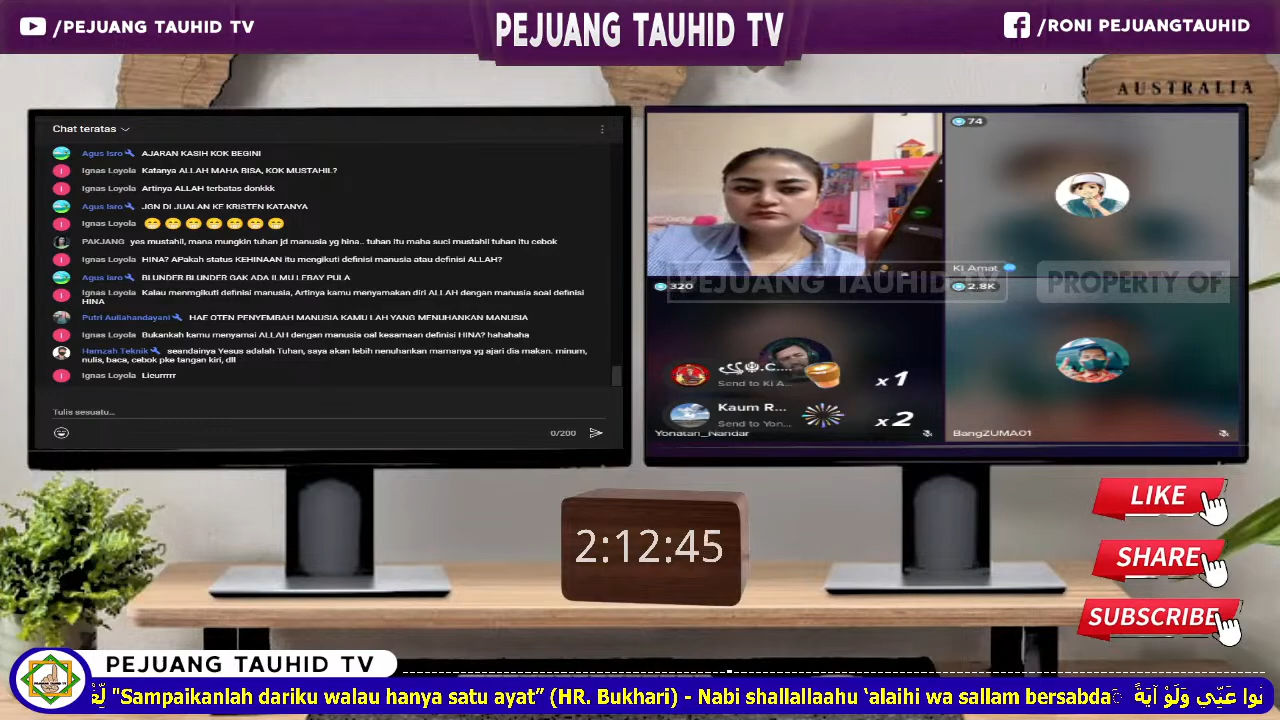 /PEJUANG TAUHID TV
PEJUANG TAUHID TV
/RONI PEJUANGTAUHID
AUSTRALIA
Chat teratas
Agus Isro AJARAN KASIH KOK BEGINI
Ignas Loyola Katanya ALLAH MAHA BISA, KOK MUSTAHIL?
Ignas Loyola Artinya ALLAH terbatas donkkk
Agus Isro JGN DI JUALAN KE KRISTEN KATANYA
Ignas Loyola 😁😁😁😁😁😁😁
PAKJANG yes mustahil, mana mungkin tuhan jd manusia yg hina.. tuhan itu maha suci mustahil tuhan itu cebok
Ignas Loyola HINA? APakah status KEHINAAN itu mengikuti definisi manusia atau definisi ALLAH?
Agus Isro BLUNDER BLUNDER GAK ADA ILMU LEBAY PULA
Ignas Loyola Kalau menmgikuti definisi manusia, Artinya kamu menyamakan diri ALLAH dengan manusia soal definisi
HINA
Putri Auliahandayani HAE OTEN PENYEMBAH MANUSIA KAMU LAH YANG MENUHANKAN MANUSIA
Ignas Loyola Bukankah kamu menyamai ALLAH dengan manusia oal kesamaan definisi HINA? hahahaha
Hamzah Teknik seandainya Yesus adalah Tuhan, saya akan lebih nenuhankan mamanya yg ajari dia makan. minum,
nulis, baca, cebok pke tangan kiri, dll
Ignas Loyola Lieurrrrr
Tulis sesuatu...
0/200
74
Ki Amat
PEJUANG TAUHID TV
PROPERTY OF
320
2.8K
Send to Ki A...
x1
Kaum R...
Send to Yon...
x2
Yonatan_Nandar
BangZUMA01
2:12:45
LIKE
SHARE
SUBSCRIBE
PEJUANG TAUHID TV
"Sampaikanlah dariku walau hanya satu ayat” (HR. Bukhari) - Nabi shallallaahu ‘alaihi wa sallam bersabda
عَنِّي وَلَوْ آيَةً